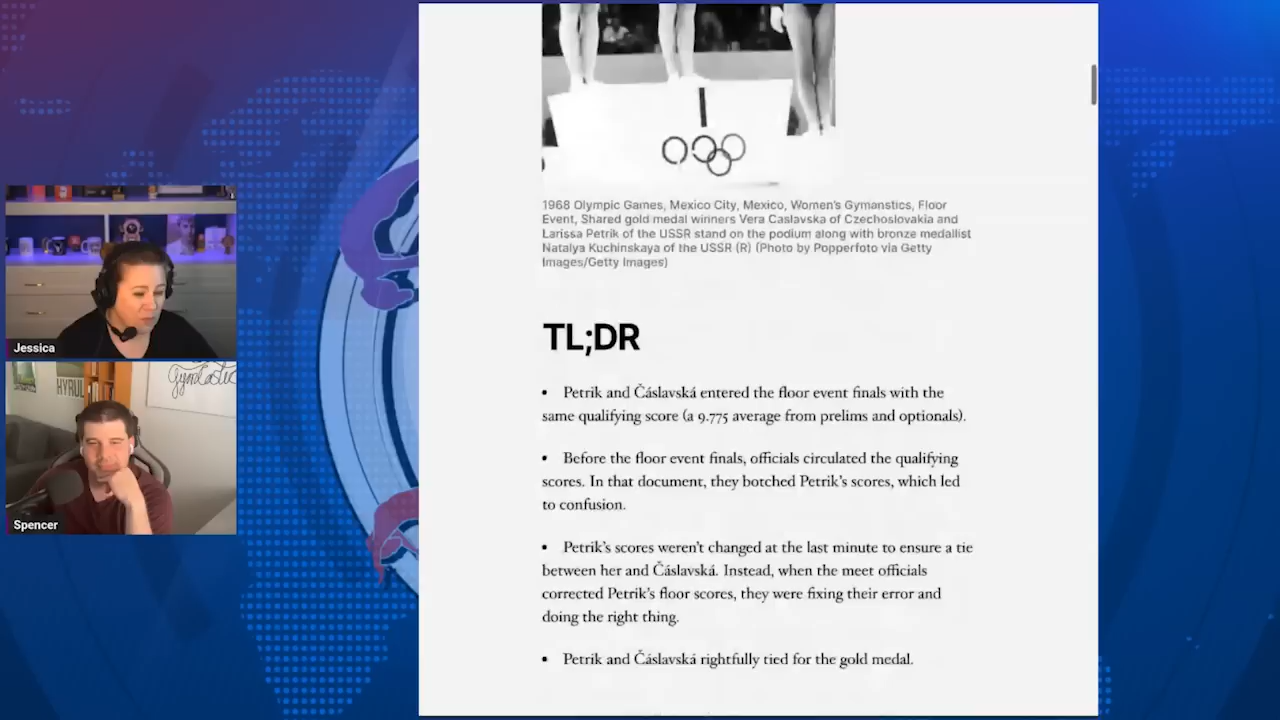 1968 Olympic Games, Mexico City, Mexico, Women's Gymanstics, Floor
Event, Shared gold medal winners Vera Caslavska of Czechoslovakia and
Larissa Petrik of the USSR stand on the podium along with bronze medallist
Natalya Kuchinskaya of the USSR (R) (Photo by Popperfoto via Getty
Images/Getty Images)
TL;DR
• Petrik and Čáslavská entered the floor event finals with the
same qualifying score (a 9.775 average from prelims and optionals).
• Before the floor event finals, officials circulated the qualifying
scores. In that document, they botched Petrik's scores, which led
to confusion.
• Petrik's scores weren't changed at the last minute to ensure a tie
between her and Čáslavská. Instead, when the meet officials
corrected Petrik's floor scores, they were fixing their error and
doing the right thing.
• Petrik and Čáslavská rightfully tied for the gold medal.
Jessica
HYRUL
Spencer